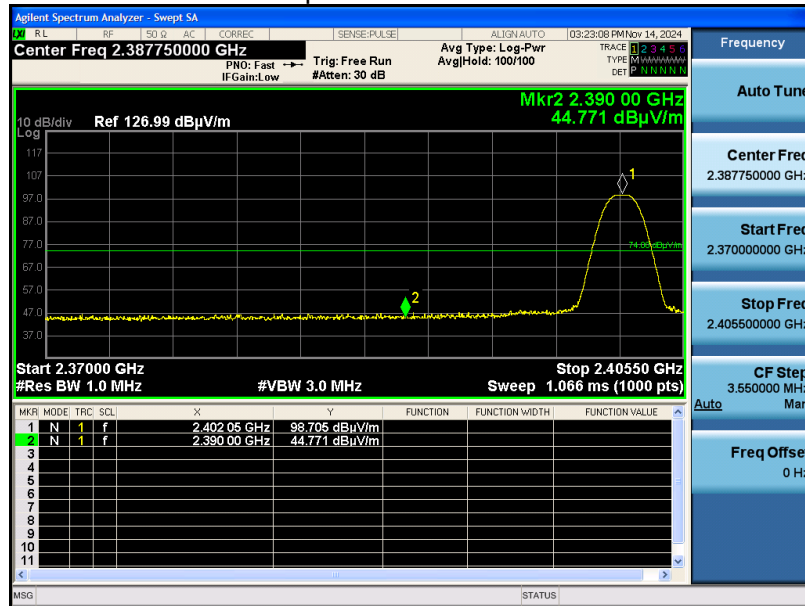 Agilent Spectrum Analyzer - Swept SA
LXI RL RF 50 Ω AC CORREC SENSE:PULSE ALIGN AUTO 03:23:08 PM Nov 14, 2024
Center Freq 2.387750000 GHz
PNO: Fast
IFGain:Low
Trig: Free Run
#Atten: 30 dB
Avg Type: Log-Pwr
Avg|Hold: 100/100
TRACE 1 2 3 4 5 6
TYPE M
DET P N N N N N
Mkr2 2.390 00 GHz
44.771 dBµV/m
10 dB/div Ref 126.99 dBµV/m
Log
117
107
97.0
87.0
77.0
67.0
57.0
47.0
37.0
1
2
74.00 dBµV/m
Start 2.37000 GHz Stop 2.40550 GHz
#Res BW 1.0 MHz #VBW 3.0 MHz Sweep 1.066 ms (1000 pts)
MKR MODE TRC SCL X Y FUNCTION FUNCTION WIDTH FUNCTION VALUE
1 N 1 f 2.402 05 GHz 98.705 dBµV/m
2 N 1 f 2.390 00 GHz 44.771 dBµV/m
3
4
5
6
7
8
9
10
11
MSG STATUS
Frequency
Auto Tune
Center Freq
2.387750000 GHz
Start Freq
2.370000000 GHz
Stop Freq
2.405500000 GHz
CF Step
3.550000 MHz
Auto Man
Freq Offset
0 Hz